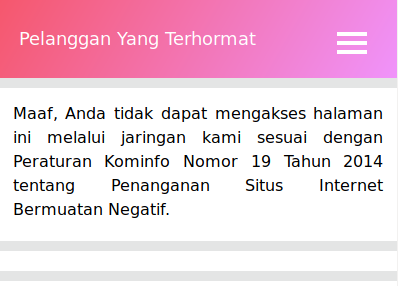 Pelanggan Yang Terhormat
Maaf, Anda tidak dapat mengakses halaman
ini melalui jaringan kami sesuai dengan
Peraturan Kominfo Nomor 19 Tahun 2014
tentang Penanganan Situs Internet
Bermuatan Negatif.